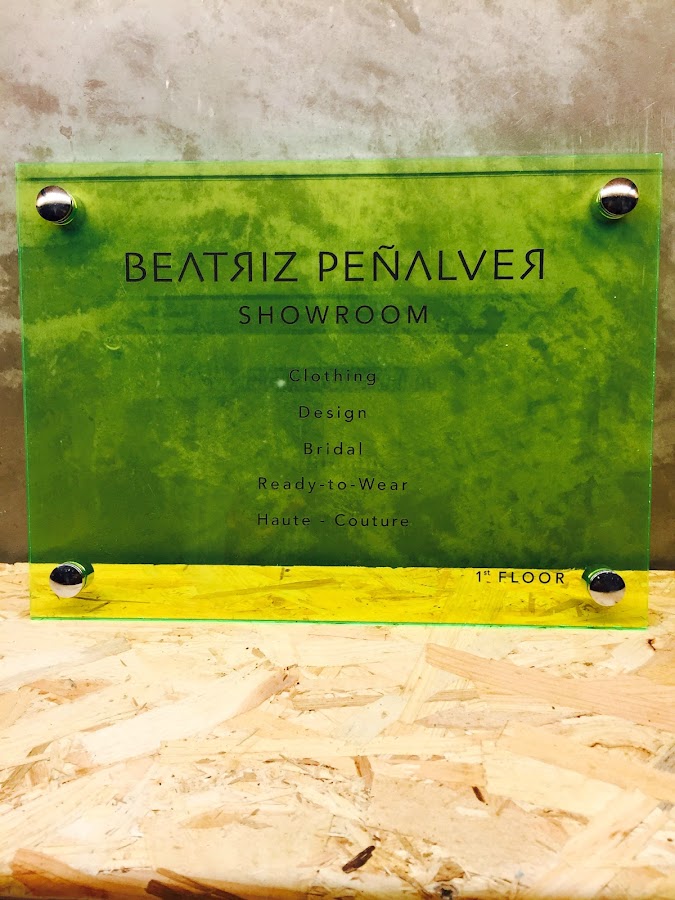 BEATRIZ PEÑALVER
SHOWROOM
Clothing
Design
Bridal
Ready-to-Wear
Haute - Couture
1st FLOOR